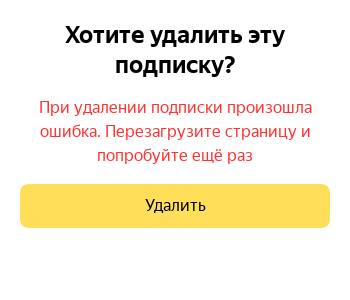 Хотите удалить эту
подписку?
При удалении подписки произошла
ошибка. Перезагрузите страницу и
попробуйте ещё раз
Удалить